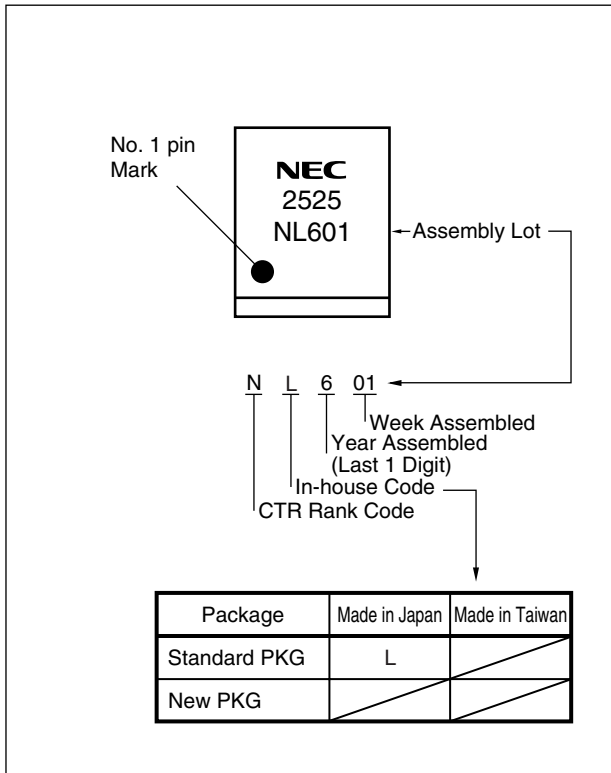 No. 1 pin
Mark
NEC
2525
NL601
Assembly Lot
N L 6 01
Week Assembled
Year Assembled
(Last 1 Digit)
In-house Code
CTR Rank Code
Package Made in Japan Made in Taiwan
Standard PKG L
New PKG